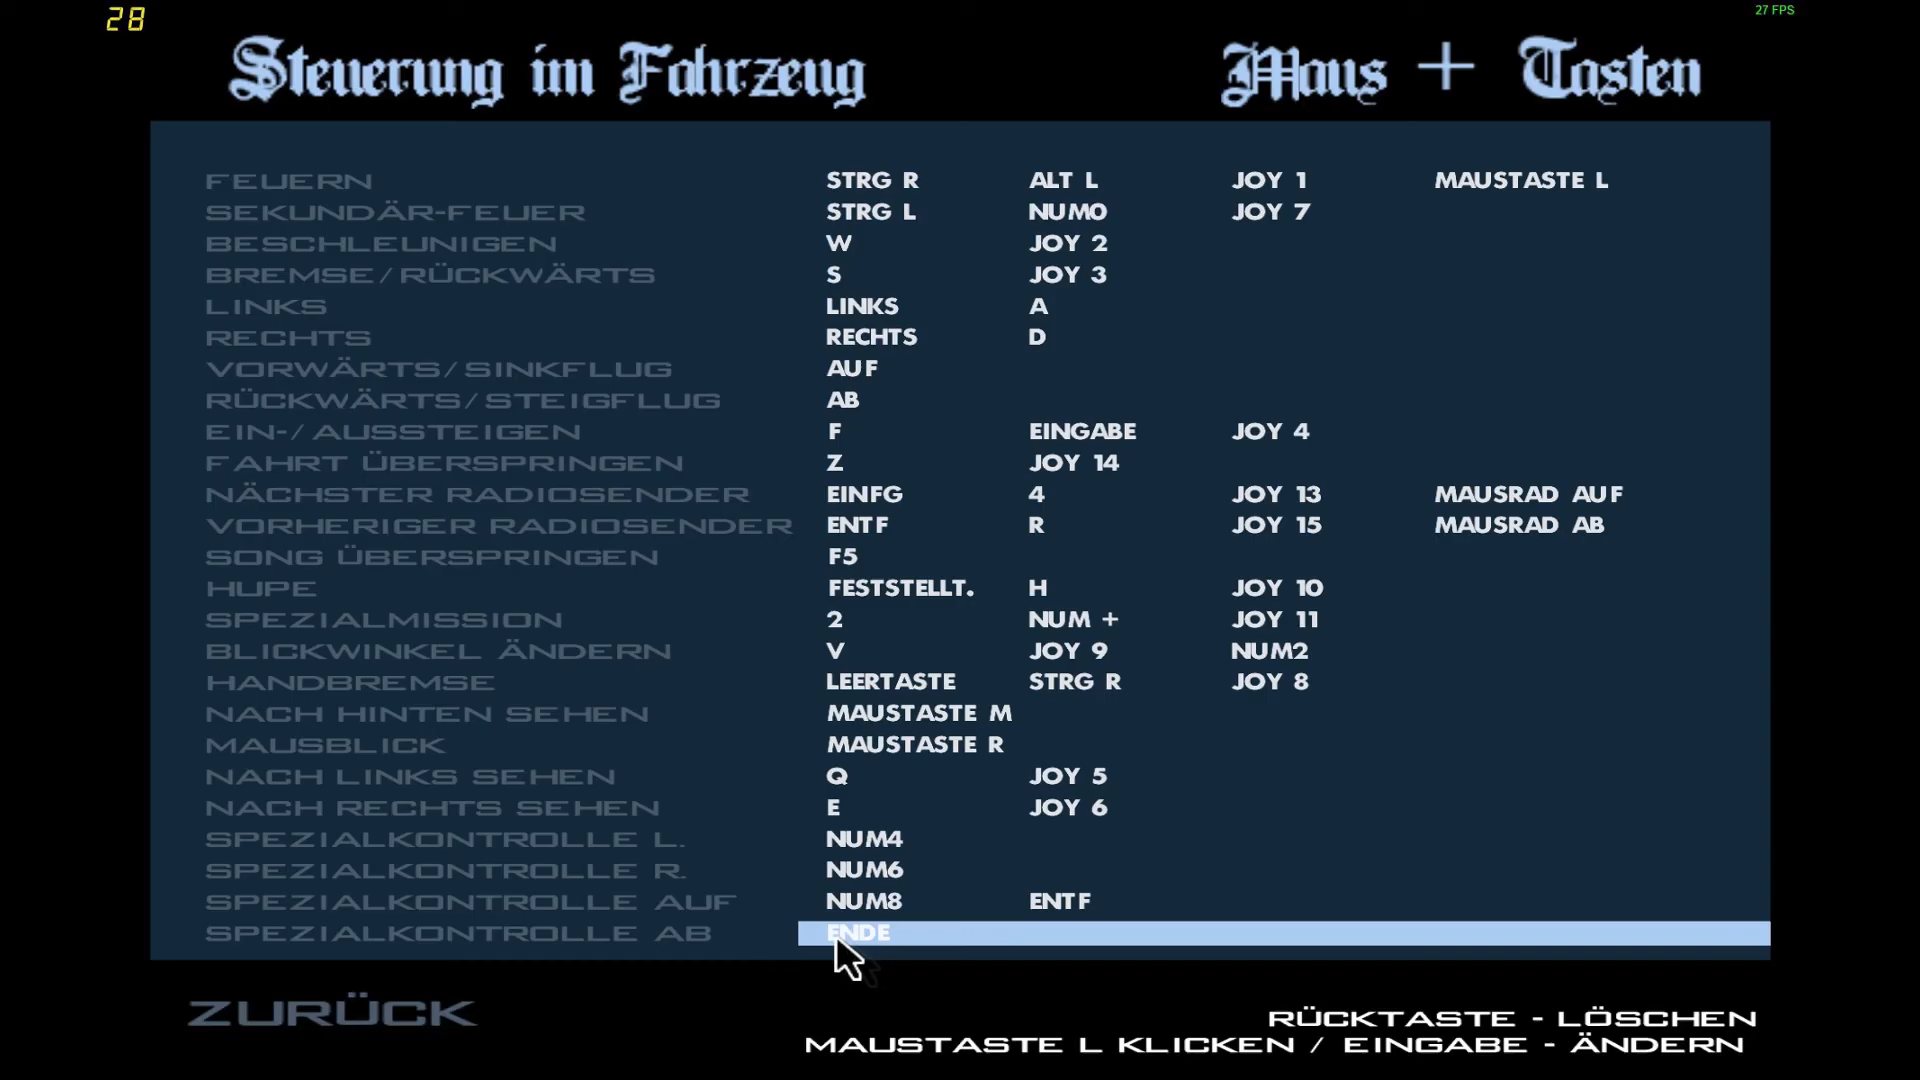 28
27 FPS
Steuerung im Fahrzeug Maus + Tasten
FEUERN STRG R ALT L JOY 1 MAUSTASTE L
SEKUNDÄR-FEUER STRG L NUM0 JOY 7
BESCHLEUNIGEN W JOY 2
BREMSE/RÜCKWÄRTS S JOY 3
LINKS LINKS A
RECHTS RECHTS D
VORWÄRTS/SINKFLUG AUF
RÜCKWÄRTS/STEIGFLUG AB
EIN-/AUSSTEIGEN F EINGABE JOY 4
FAHRT ÜBERSPRINGEN Z JOY 14
NÄCHSTER RADIOSENDER EINFG 4 JOY 13 MAUSRAD AUF
VORHERIGER RADIOSENDER ENTF R JOY 15 MAUSRAD AB
SONG ÜBERSPRINGEN F5
HUPE FESTSTELLT. H JOY 10
SPEZIALMISSION 2 NUM + JOY 11
BLICKWINKEL ÄNDERN V JOY 9 NUM2
HANDBREMSE LEERTASTE STRG R JOY 8
NACH HINTEN SEHEN MAUSTASTE M
MAUSBLICK MAUSTASTE R
NACH LINKS SEHEN Q JOY 5
NACH RECHTS SEHEN E JOY 6
SPEZIALKONTROLLE L. NUM4
SPEZIALKONTROLLE R. NUM6
SPEZIALKONTROLLE AUF NUM8 ENTF
SPEZIALKONTROLLE AB ENDE
ZURÜCK
RÜCKTASTE - LÖSCHEN
MAUSTASTE L KLICKEN / EINGABE - ÄNDERN